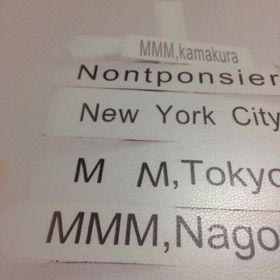 MMM,kamakura
Nontponsier
New York City
M M,Tokyo
MMM,Nago